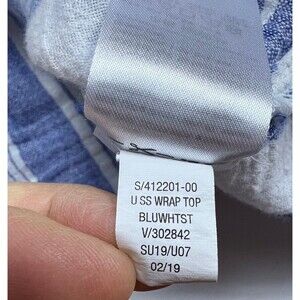 S/412201-00
U SS WRAP TOP
BLUWHTST
V/302842
SU19/U07
02/19